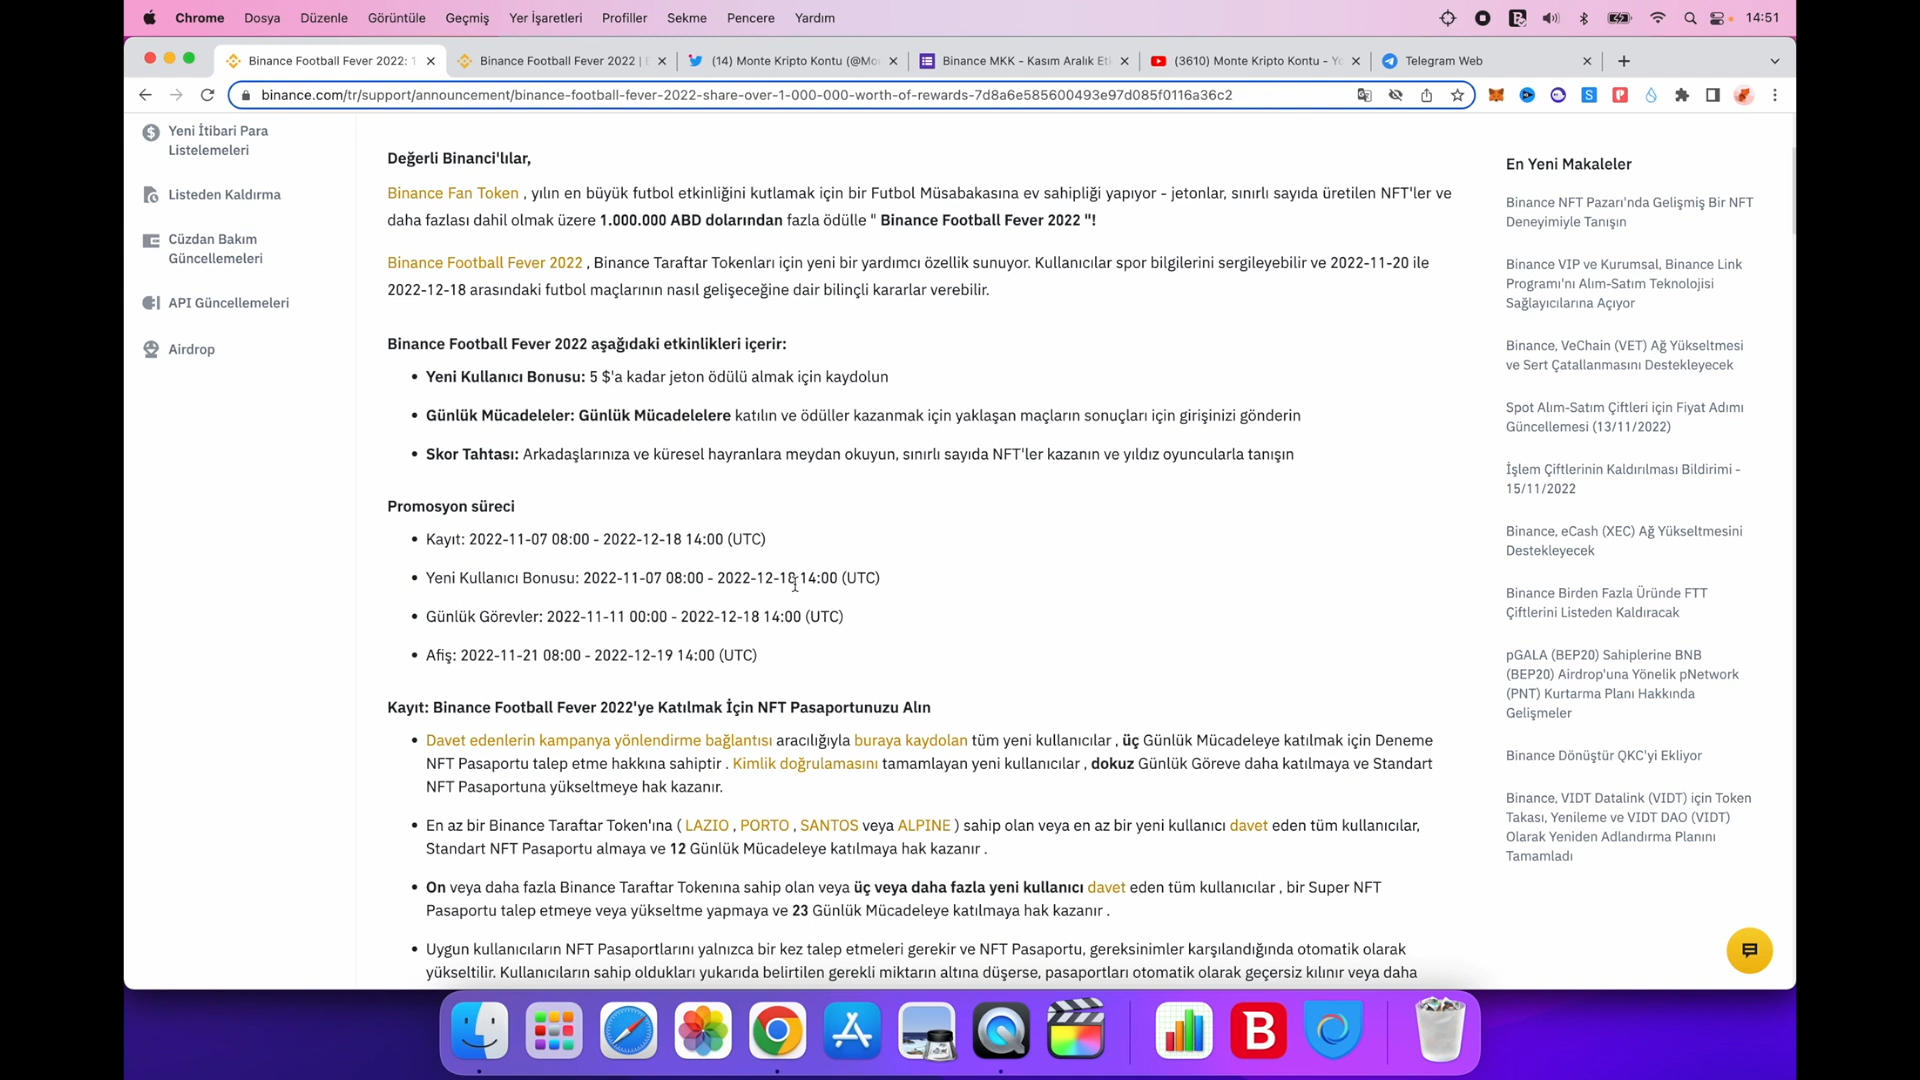 Chrome Dosya Düzenle Görüntüle Geçmiş Yer İşaretleri Profiller Sekme Pencere Yardım 14:51
Binance Football Fever 2022: Binance Football Fever 2022 | (14) Monte Kripto Kontu (@Mo Binance MKK - Kasım Aralık (3610) Monte Kripto Kontu - Telegram Web
binance.com/tr/support/announcement/binance-football-fever-2022-share-over-1-000-000-worth-of-rewards-7d8a6e585600493e97d085f0116a36c2
Yeni İtibari Para
Listelemeleri
Listeden Kaldırma
Cüzdan Bakım
Güncellemeleri
API Güncellemeleri
Airdrop
Değerli Binanci'lılar,
Binance Fan Token , yılın en büyük futbol etkinliğini kutlamak için bir Futbol Müsabakasına ev sahipliği yapıyor - jetonlar, sınırlı sayıda üretilen NFT'ler ve
daha fazlası dahil olmak üzere 1.000.000 ABD dolarından fazla ödülle " Binance Football Fever 2022 "!
Binance Football Fever 2022 , Binance Taraftar Tokenları için yeni bir yardımcı özellik sunuyor. Kullanıcılar spor bilgilerini sergileyebilir ve 2022-11-20 ile
2022-12-18 arasındaki futbol maçlarının nasıl gelişeceğine dair bilinçli kararlar verebilir.
Binance Football Fever 2022 aşağıdaki etkinlikleri içerir:
• Yeni Kullanıcı Bonusu: 5 $'a kadar jeton ödülü almak için kaydolun
• Günlük Mücadeleler: Günlük Mücadelelere katılın ve ödüller kazanmak için yaklaşan maçların sonuçları için girişinizi gönderin
• Skor Tahtası: Arkadaşlarınıza ve küresel hayranlara meydan okuyun, sınırlı sayıda NFT'ler kazanın ve yıldız oyuncularla tanışın
Promosyon süreci
• Kayıt: 2022-11-07 08:00 - 2022-12-18 14:00 (UTC)
• Yeni Kullanıcı Bonusu: 2022-11-07 08:00 - 2022-12-18 14:00 (UTC)
• Günlük Görevler: 2022-11-11 00:00 - 2022-12-18 14:00 (UTC)
• Afiş: 2022-11-21 08:00 - 2022-12-19 14:00 (UTC)
Kayıt: Binance Football Fever 2022'ye Katılmak İçin NFT Pasaportunuzu Alın
• Davet edenlerin kampanya yönlendirme bağlantısı aracılığıyla buraya kaydolan tüm yeni kullanıcılar , üç Günlük Mücadeleye katılmak için Deneme
NFT Pasaportu talep etme hakkına sahiptir . Kimlik doğrulamasını tamamlayan yeni kullanıcılar , dokuz Günlük Göreve daha katılmaya ve Standart
NFT Pasaportuna yükseltmeye hak kazanır.
• En az bir Binance Taraftar Token'ına ( LAZIO , PORTO , SANTOS veya ALPINE ) sahip olan veya en az bir yeni kullanıcı davet eden tüm kullanıcılar,
Standart NFT Pasaportu almaya ve 12 Günlük Mücadeleye katılmaya hak kazanır .
• On veya daha fazla Binance Taraftar Tokenına sahip olan veya üç veya daha fazla yeni kullanıcı davet eden tüm kullanıcılar , bir Super NFT
Pasaportu talep etmeye veya yükseltme yapmaya ve 23 Günlük Mücadeleye katılmaya hak kazanır .
• Uygun kullanıcıların NFT Pasaportlarını yalnızca bir kez talep etmeleri gerekir ve NFT Pasaportu, gereksinimler karşılandığında otomatik olarak
yükseltilir. Kullanıcıların sahip oldukları yukarıda belirtilen gerekli miktarın altına düşerse, pasaportları otomatik olarak geçersiz kılınır veya daha
En Yeni Makaleler
Binance NFT Pazarı'nda Gelişmiş Bir NFT
Deneyimiyle Tanışın
Binance VIP ve Kurumsal, Binance Link
Programı'nı Alım-Satım Teknolojisi
Sağlayıcılarına Açıyor
Binance, VeChain (VET) Ağ Yükseltmesi
ve Sert Çatallanmasını Destekleyecek
Spot Alım-Satım Çiftleri için Fiyat Adımı
Güncellemesi (13/11/2022)
İşlem Çiftlerinin Kaldırılması Bildirimi -
15/11/2022
Binance, eCash (XEC) Ağ Yükseltmesini
Destekleyecek
Binance Birden Fazla Üründe FTT
Çiftlerini Listeden Kaldıracak
pGALA (BEP20) Sahiplerine BNB
(BEP20) Airdrop'una Yönelik pNetwork
(PNT) Kurtarma Planı Hakkında
Gelişmeler
Binance Dönüştür QKC'yi Ekliyor
Binance, VIDT Datalink (VIDT) için Token
Takası, Yenileme ve VIDT DAO (VIDT)
Olarak Yeniden Adlandırma Planını
Tamamladı